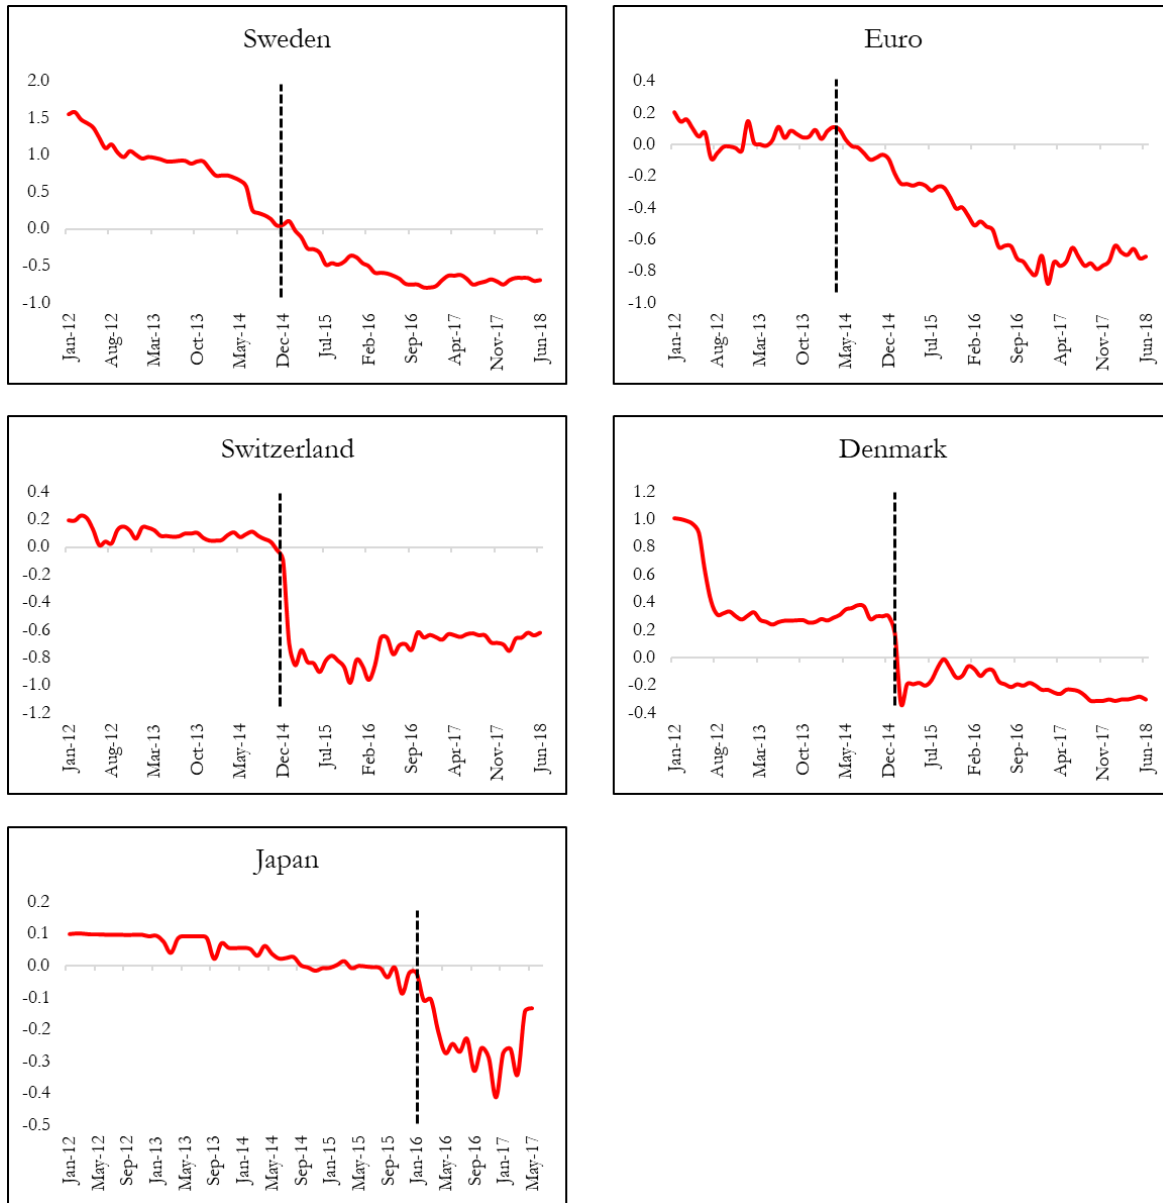 Sweden
2.0
1.5
1.0
0.5
0.0
-0.5
-1.0
Jan-12
Aug-12
Mar-13
Oct-13
May-14
Dec-14
Jul-15
Feb-16
Sep-16
Apr-17
Nov-17
Jun-18
Euro
0.4
0.2
0.0
-0.2
-0.4
-0.6
-0.8
-1.0
Jan-12
Aug-12
Mar-13
Oct-13
May-14
Dec-14
Jul-15
Feb-16
Sep-16
Apr-17
Nov-17
Jun-18
Switzerland
0.4
0.2
0.0
-0.2
-0.4
-0.6
-0.8
-1.0
-1.2
Jan-12
Aug-12
Mar-13
Oct-13
May-14
Dec-14
Jul-15
Feb-16
Sep-16
Apr-17
Nov-17
Jun-18
Denmark
1.2
1.0
0.8
0.6
0.4
0.2
0.0
-0.2
-0.4
Jan-12
Aug-12
Mar-13
Oct-13
May-14
Dec-14
Jul-15
Feb-16
Sep-16
Apr-17
Nov-17
Jun-18
Japan
0.2
0.1
0.0
-0.1
-0.2
-0.3
-0.4
-0.5
Jan-12
May-12
Sep-12
Jan-13
May-13
Sep-13
Jan-14
May-14
Sep-14
Jan-15
May-15
Sep-15
Jan-16
May-16
Sep-16
Jan-17
May-17